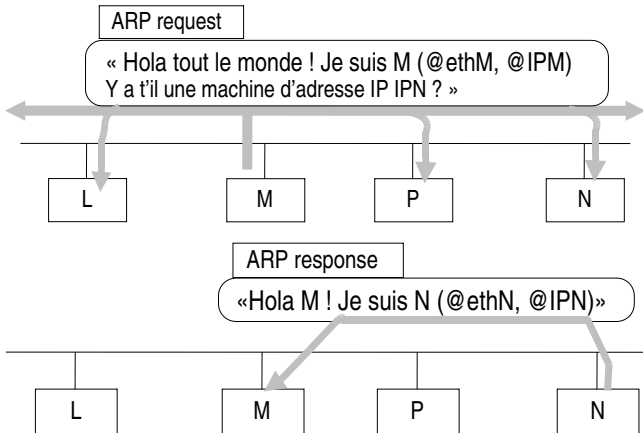 ARP request
« Hola tout le monde ! Je suis M (@ethM, @IPM)
Y a t'il une machine d'adresse IP IPN ? »
L M P N
ARP response
«Hola M ! Je suis N (@ethN, @IPN)»
L M P N